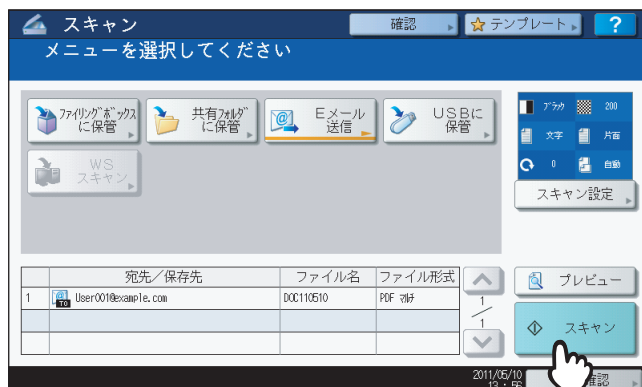 スキャン
確認
テンプレート
?
メニューを選択してください
ファイリングボックス
に保管
共有フォルダ
に保管
Eメール
送信
USBに
保管
WS
スキャン
ブラック
200
文字
片面
0
自動
スキャン設定
宛先/保存先
ファイル名
ファイル形式
1
TO
User001@example.com
DOC110510
PDF マルチ
1
1
プレビュー
スキャン
2011/05/10
13:56
確認